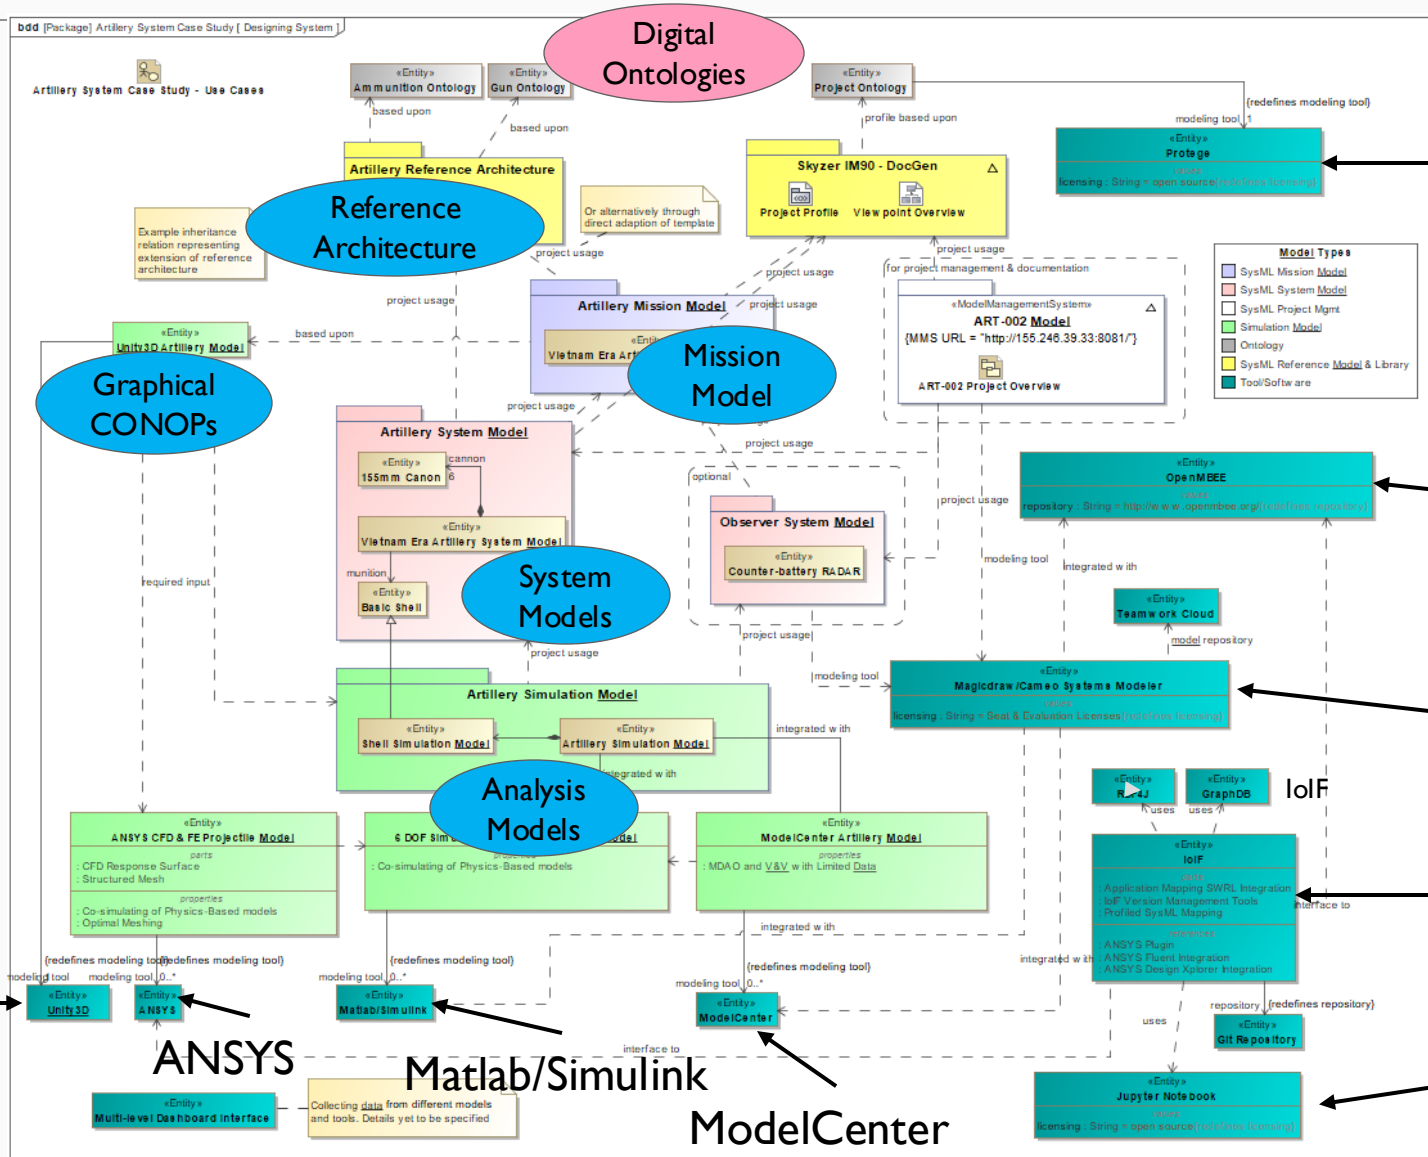 bdd [Package] Artillery System Case Study [ Designing System ]
Digital
Ontologies
Artillery System Case Study - Use Cases
«Entity»
Ammunition Ontology
«Entity»
Gun Ontology
«Entity»
Project Ontology
based upon
based upon
profile based upon
{redefines modeling tool}
modeling tool 1
«Entity»
Protege
values
licensing : String = open source{redefines licensing}
Artillery Reference Architecture
Reference
Architecture
Skyzer IM90 - DocGen
Project Profile
View point Overview
Example inheritance
relation representing
extension of reference
architecture
Or alternatively through
direct adaption of template
project usage
project usage
project usage
project usage
project usage
for project management & documentation
Model Types
SysML Mission Model
SysML System Model
SysML Project Mgmt
Simulation Model
Ontology
SysML Reference Model & Library
Tool/Software
Artillery Mission Model
«Entity»
Vietnam Era Art
Mission
Model
«ModelManagementSystem»
ART-002 Model
{MMS URL = "http://155.246.39.33:8081/"}
ART-002 Project Overview
«Entity»
Unity3D Artillery Model
based upon
Graphical
CONOPs
project usage
project usage
Artillery System Model
«Entity»
155mm Canon
cannon
6
«Entity»
Vietnam Era Artillery System Model
munition
«Entity»
Basic Shell
System
Models
optional
Observer System Model
«Entity»
Counter-battery RADAR
project usage
modeling tool
integrated with
«Entity»
OpenMBEE
values
repository : String = http://www.openmbee.org/{redefines repository}
«Entity»
Teamwork Cloud
model repository
required input
project usage
project usage
modeling tool
«Entity»
Magicdraw/Cameo Systems Modeler
values
licensing : String = Seat & Evaluation Licenses{redefines licensing}
Artillery Simulation Model
«Entity»
Shell Simulation Model
«Entity»
Artillery Simulation Model
integrated with
integrated with
Analysis
Models
«Entity»
«Entity»
GraphDB
IoIF
uses
uses
«Entity»
ANSYS CFD & FE Projectile Model
parts
: CFD Response Surface
: Structured Mesh
properties
: Co-simulating of Physics-Based models
: Optimal Meshing
6 DOF Simu
properties
: Co-simulating of Physics-Based models
«Entity»
ModelCenter Artillery Model
properties
: MDAO and V&V with Limited Data
«Entity»
IoIF
parts
: Application Mapping SWRL Integration
: IoIF Version Management Tools
: Profiled SysML Mapping
references
: ANSYS Plugin
: ANSYS Fluent Integration
: ANSYS Design Xplorer Integration
interface to
integrated with
integrated with
{redefines modeling tool}
{redefines modeling tool}
{redefines modeling tool}
{redefines modeling tool}
modeling tool
modeling tool 0..*
modeling tool 0..*
modeling tool 0..*
«Entity»
Unity3D
«Entity»
ANSYS
«Entity»
Matlab/Simulink
«Entity»
ModelCenter
repository
{redefines repository}
«Entity»
Git Repository
uses
interface to
ANSYS
Matlab/Simulink
ModelCenter
«Entity»
Multi-level Dashboard Interface
Collecting data from different models
and tools. Details yet to be specified
«Entity»
Jupyter Notebook
values
licensing : String = open source{redefines licensing}